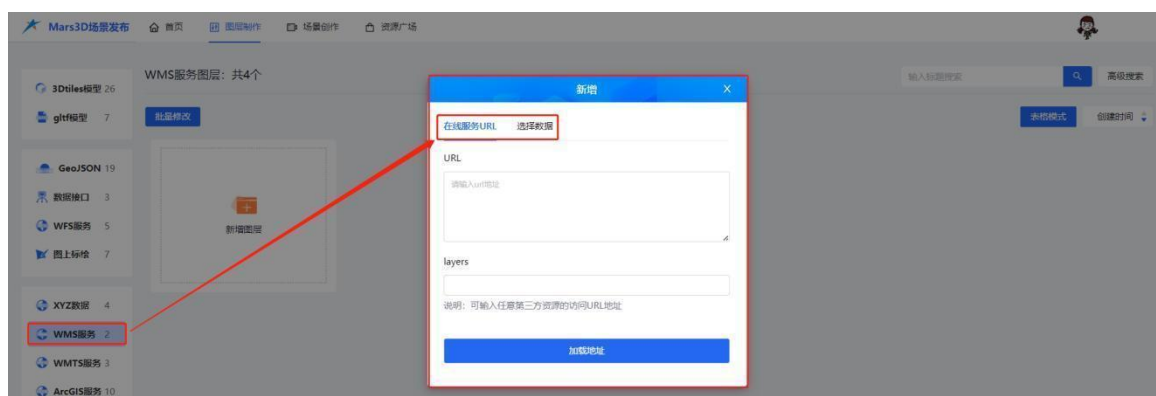 Mars3D场景发布 首页 图层制作 场景创作 资源广场
3Dtiles模型 26
gltf模型 7
GeoJSON 19
数据接口 3
WFS服务 5
图上标绘 7
XYZ数据 4
WMS服务 2
WMTS服务 3
ArcGIS服务 10
WMS服务图层：共4个
输入标题搜索 高级搜索
批量修改 表格模式 创建时间
新增图层
新增 X
在线服务URL 选择数据
URL
请输入url地址
layers
说明：可输入任意第三方资源的访问URL地址
加载地址